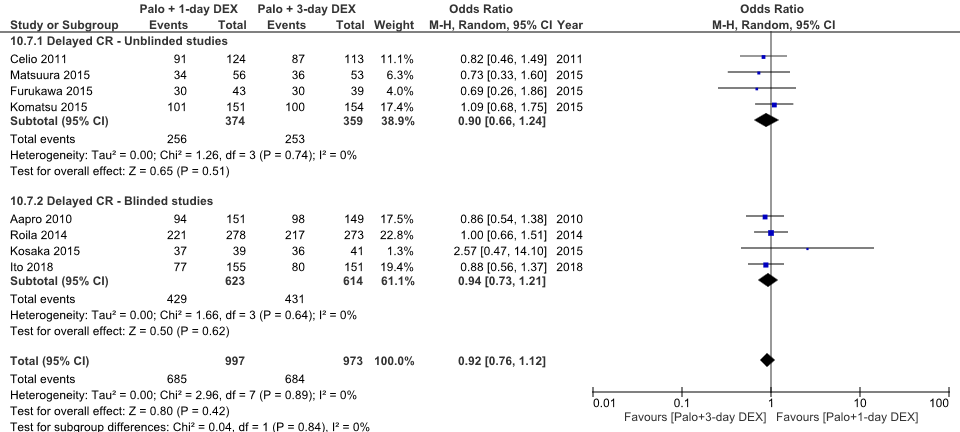 Palo + 1-day DEX Palo + 3-day DEX Odds Ratio Odds Ratio
Study or Subgroup Events Total Events Total Weight M-H, Random, 95% CI Year M-H, Random, 95% CI
10.7.1 Delayed CR - Unblinded studies
Celio 2011 91 124 87 113 11.1% 0.82 [0.46, 1.49] 2011
Matsuura 2015 34 56 36 53 6.3% 0.73 [0.33, 1.60] 2015
Furukawa 2015 30 43 30 39 4.0% 0.69 [0.26, 1.86] 2015
Komatsu 2015 101 151 100 154 17.4% 1.09 [0.68, 1.75] 2015
Subtotal (95% CI) 374 359 38.9% 0.90 [0.66, 1.24]
Total events 256 253
Heterogeneity: Tau² = 0.00; Chi² = 1.26, df = 3 (P = 0.74); I² = 0%
Test for overall effect: Z = 0.65 (P = 0.51)
10.7.2 Delayed CR - Blinded studies
Aapro 2010 94 151 98 149 17.5% 0.86 [0.54, 1.38] 2010
Roila 2014 221 278 217 273 22.8% 1.00 [0.66, 1.51] 2014
Kosaka 2015 37 39 36 41 1.3% 2.57 [0.47, 14.10] 2015
Ito 2018 77 155 80 151 19.4% 0.88 [0.56, 1.37] 2018
Subtotal (95% CI) 623 614 61.1% 0.94 [0.73, 1.21]
Total events 429 431
Heterogeneity: Tau² = 0.00; Chi² = 1.66, df = 3 (P = 0.64); I² = 0%
Test for overall effect: Z = 0.50 (P = 0.62)
Total (95% CI) 997 973 100.0% 0.92 [0.76, 1.12]
Total events 685 684
Heterogeneity: Tau² = 0.00; Chi² = 2.96, df = 7 (P = 0.89); I² = 0%
Test for overall effect: Z = 0.80 (P = 0.42)
Test for subgroup differences: Chi² = 0.04, df = 1 (P = 0.84), I² = 0%
0.01 0.1 1 10 100
Favours [Palo+3-day DEX] Favours [Palo+1-day DEX]